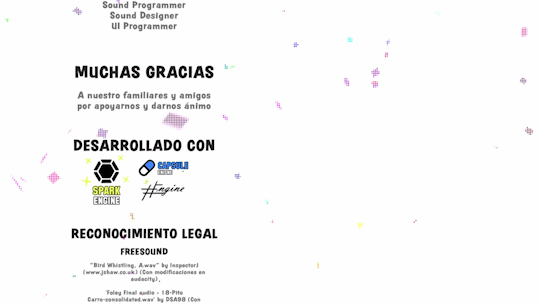 Sound Programmer
Sound Designer
UI Programmer
MUCHAS GRACIAS
A nuestro familiares y amigos
por apoyarnos y darnos ánimo
DESARROLLADO CON
SPARK
ENGINE
CAPSULE
ENGINE
#ngine
RECONOCIMIENTO LEGAL
FREESOUND
"Bird Whistling, A.wav" by InspectorJ
(www.jshaw.co.uk) (Con modificaciones en
audacity),
'Foley Final audio - 18-Pito
Carro-consolidated.wav' by DSA98 (Con